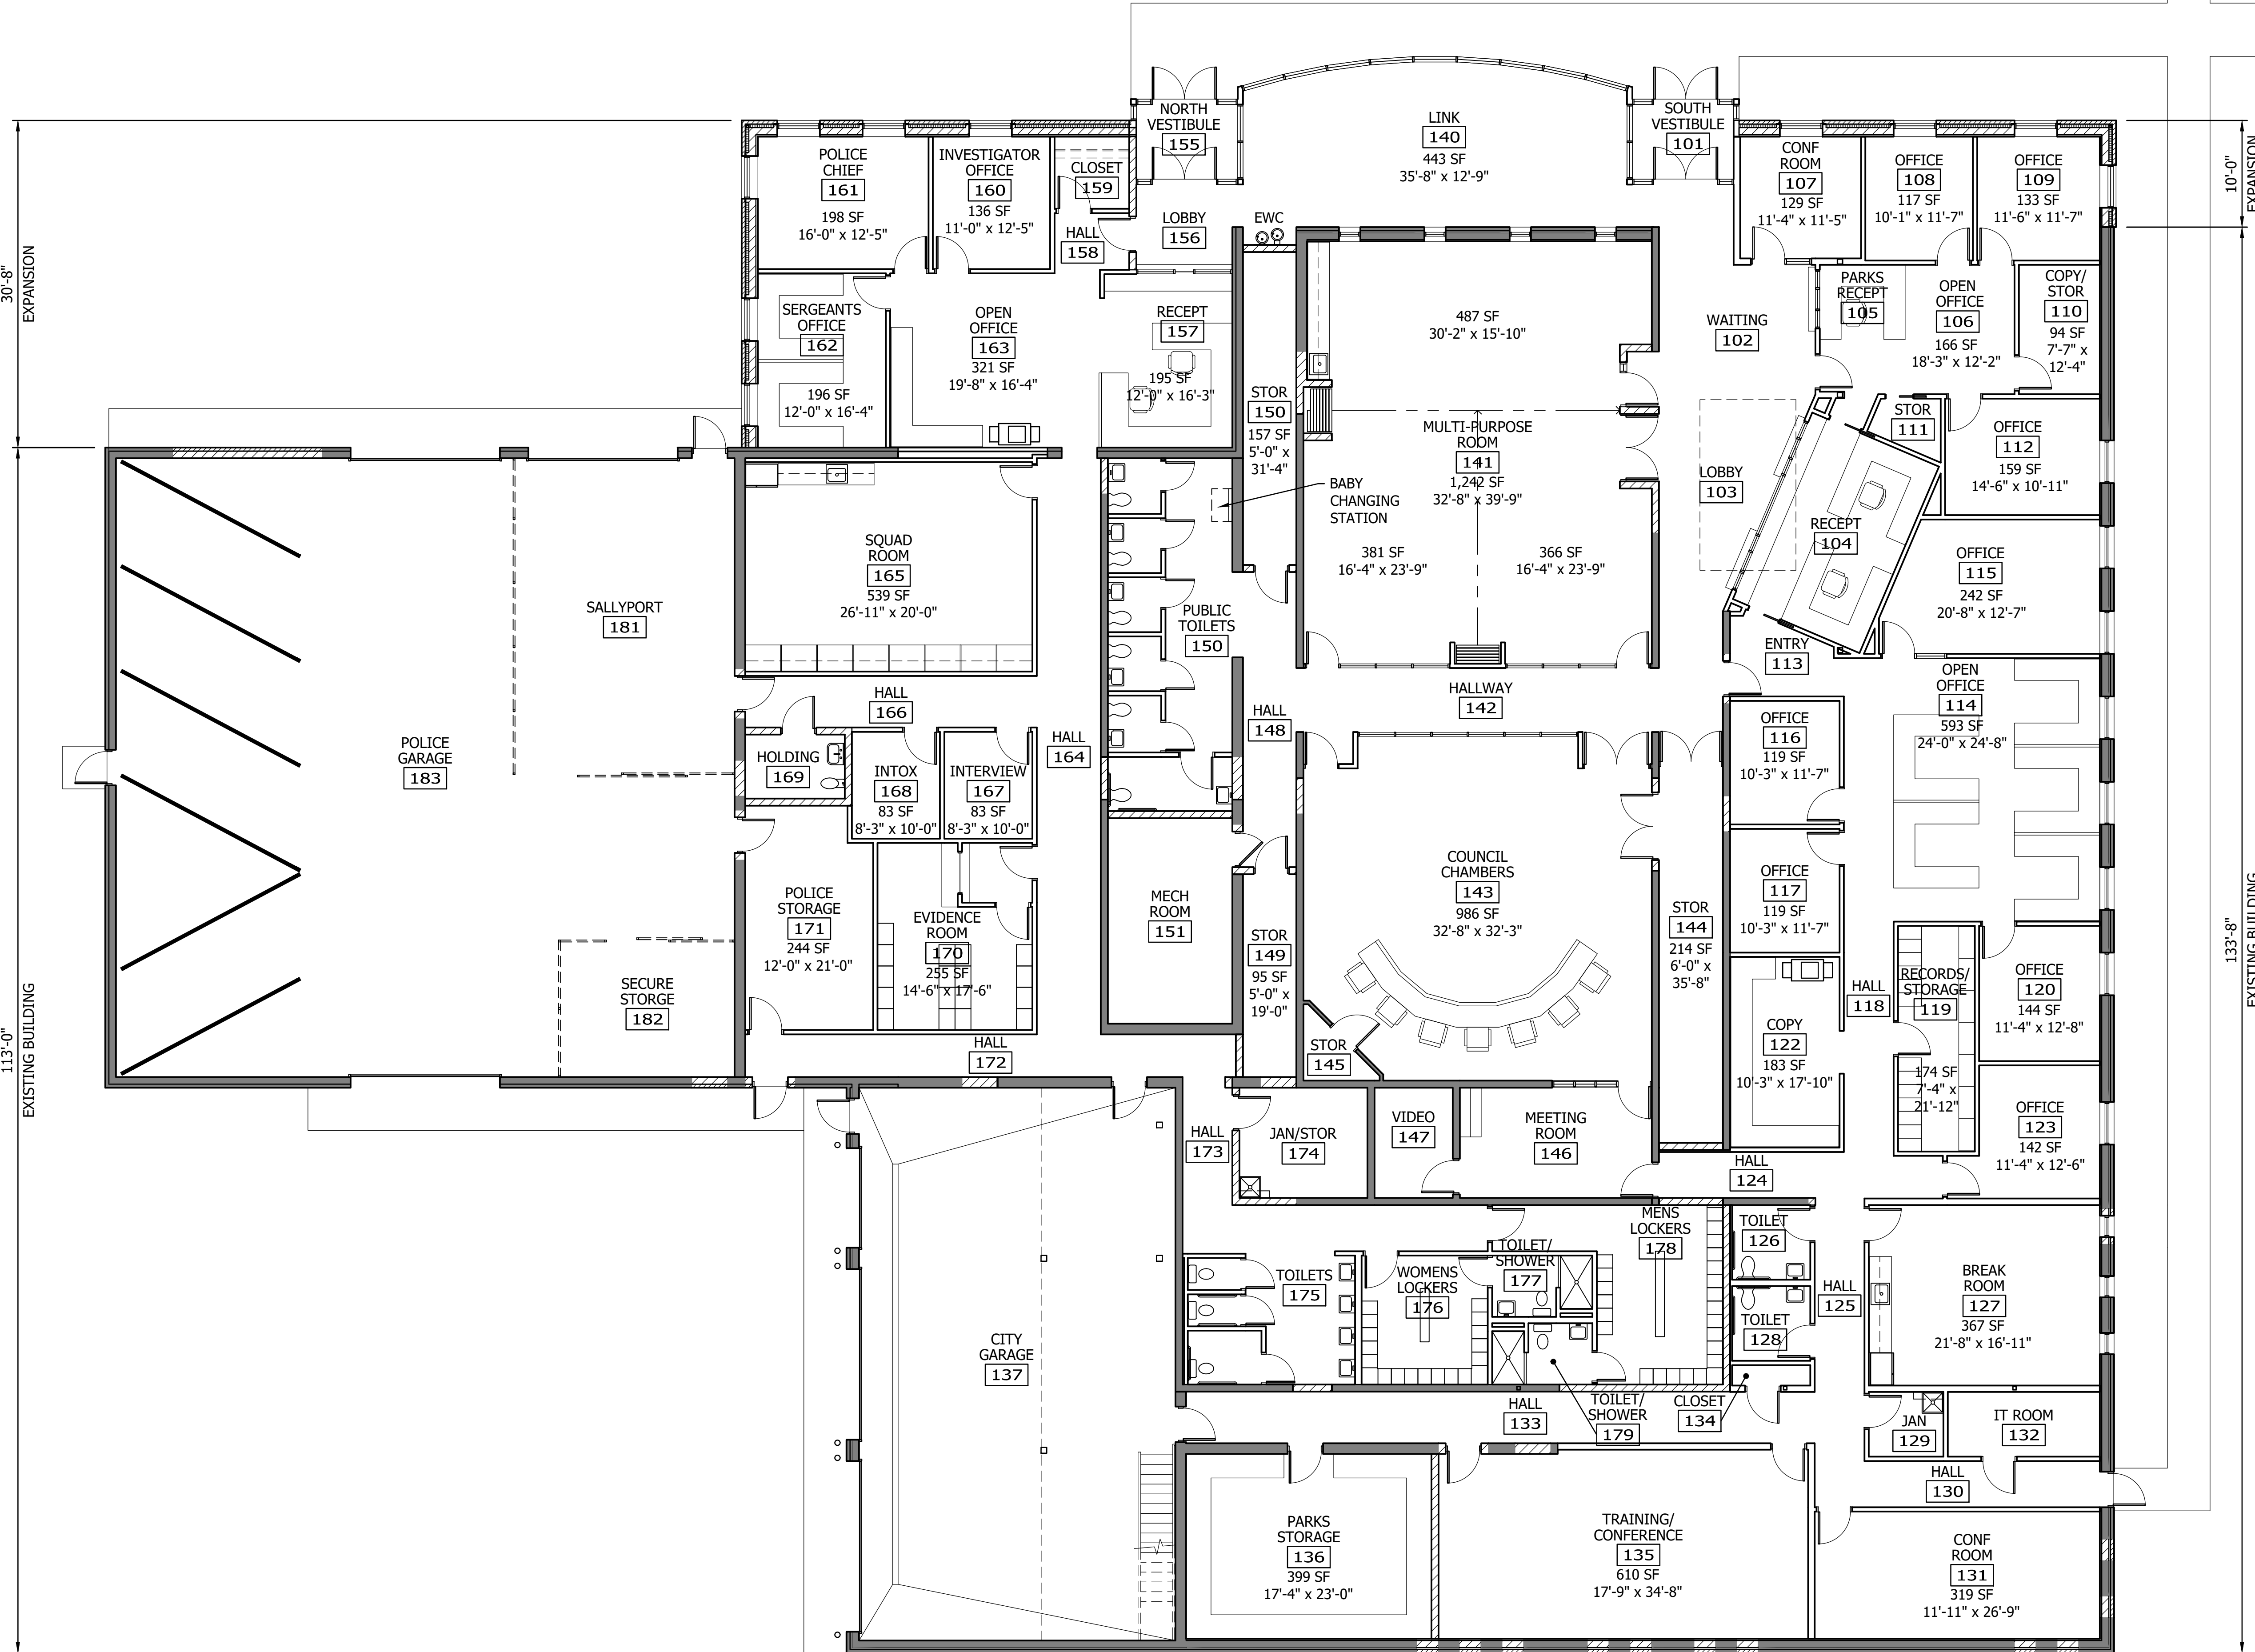 NORTH
VESTIBULE
155
LINK
140
443 SF
35'-8" x 12'-9"
SOUTH
VESTIBULE
101
30'-8"
EXPANSION
10'-0"
EXPANSION
POLICE
CHIEF
161
198 SF
16'-0" x 12'-5"
INVESTIGATOR
OFFICE
160
136 SF
11'-0" x 12'-5"
CLOSET
159
HALL
158
LOBBY
156
EWC
CONF
ROOM
107
129 SF
11'-4" x 11'-5"
OFFICE
108
117 SF
10'-1" x 11'-7"
OFFICE
109
133 SF
11'-6" x 11'-7"
SERGEANTS
OFFICE
162
196 SF
12'-0" x 16'-4"
OPEN
OFFICE
163
321 SF
19'-8" x 16'-4"
RECEPT
157
195 SF
12'-0" x 16'-3"
STOR
150
157 SF
5'-0" x
31'-4"
487 SF
30'-2" x 15'-10"
MULTI-PURPOSE
ROOM
141
1,242 SF
32'-8" x 39'-9"
381 SF
16'-4" x 23'-9"
366 SF
16'-4" x 23'-9"
BABY
CHANGING
STATION
WAITING
102
PARKS
RECEPT
105
OPEN
OFFICE
106
166 SF
18'-3" x 12'-2"
COPY/
STOR
110
94 SF
7'-7" x
12'-4"
STOR
111
OFFICE
112
159 SF
14'-6" x 10'-11"
LOBBY
103
RECEPT
104
OFFICE
115
242 SF
20'-8" x 12'-7"
ENTRY
113
SQUAD
ROOM
165
539 SF
26'-11" x 20'-0"
SALLYPORT
181
PUBLIC
TOILETS
150
POLICE
GARAGE
183
HALL
166
HOLDING
169
INTOX
168
83 SF
8'-3" x 10'-0"
INTERVIEW
167
83 SF
8'-3" x 10'-0"
HALL
164
HALL
148
HALLWAY
142
OPEN
OFFICE
114
593 SF
24'-0" x 24'-8"
OFFICE
116
119 SF
10'-3" x 11'-7"
OFFICE
117
119 SF
10'-3" x 11'-7"
COUNCIL
CHAMBERS
143
986 SF
32'-8" x 32'-3"
POLICE
STORAGE
171
244 SF
12'-0" x 21'-0"
EVIDENCE
ROOM
170
255 SF
14'-6" x 17'-6"
MECH
ROOM
151
STOR
149
95 SF
5'-0" x
19'-0"
STOR
144
214 SF
6'-0" x
35'-8"
133'-8"
EXISTING BUILDING
113'-0"
EXISTING BUILDING
SECURE
STORGE
182
HALL
172
STOR
145
COPY
122
183 SF
10'-3" x 17'-10"
HALL
118
RECORDS/
STORAGE
119
174 SF
7'-4" x
21'-12"
OFFICE
120
144 SF
11'-4" x 12'-8"
OFFICE
123
142 SF
11'-4" x 12'-6"
HALL
173
JAN/STOR
174
VIDEO
147
MEETING
ROOM
146
HALL
124
MENS
LOCKERS
178
TOILET
126
TOILETS
175
WOMENS
LOCKERS
176
TOILET/
SHOWER
177
TOILET
128
HALL
125
BREAK
ROOM
127
367 SF
21'-8" x 16'-11"
CITY
GARAGE
137
HALL
133
TOILET/
SHOWER
179
CLOSET
134
JAN
129
IT ROOM
132
HALL
130
PARKS
STORAGE
136
399 SF
17'-4" x 23'-0"
TRAINING/
CONFERENCE
135
610 SF
17'-9" x 34'-8"
CONF
ROOM
131
319 SF
11'-11" x 26'-9"